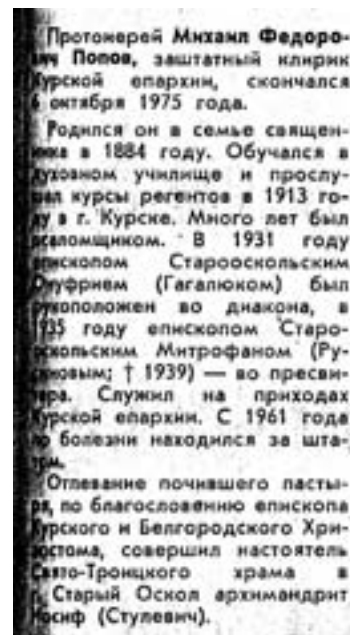 Протоиерей Михаил Федоро-
вич Попов, заштатный клирик
Курской епархии, скончался
6 октября 1975 года.
Родился он в семье священ-
ника в 1884 году. Обучался в
духовном училище и прослу-
шал курсы регентов в 1913 го-
ду в г. Курске. Много лет был
псаломщиком. В 1931 году
епископом Старооскольским
Онуфрием (Гагалюком) был
рукоположен во диакона, в
1935 году епископом Старо-
оскольским Митрофаном (Ру-
синовым; † 1939) — во пресви-
тера. Служил на приходах
Курской епархии. С 1961 года
по болезни находился за шта-
том.
Отпевание почившего пасты-
ря, по благословению епископа
Курского и Белгородского Хри-
зостома, совершил настоятель
Свято-Троицкого храма в
г. Старый Оскол архимандрит
Иосиф (Стулевич).